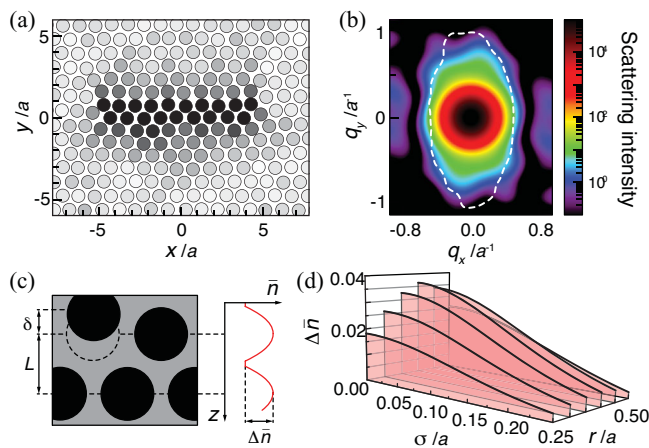 (a)
5
0
-5
y/a
-5
0
5
x/a
(b)
1
0
-1
q_y/a⁻¹
-0.8
0
0.8
q_x/a⁻¹
10⁴
10²
10⁰
Scattering intensity
(c)
δ
L
n̄
z
Δn̄
(d)
0.04
0.02
0.00
Δn̄
0.05
0.10
0.15
0.20
0.25
σ/a
0.50
r/a